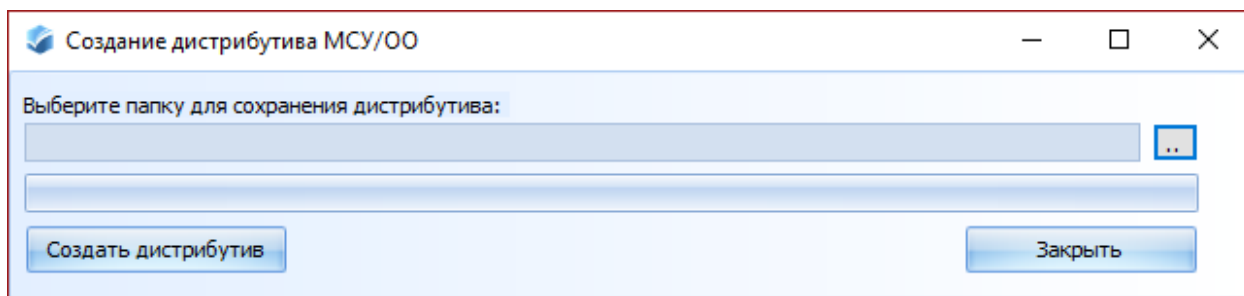 Создание дистрибутива МСУ/ОО
Выберите папку для сохранения дистрибутива:
..
Создать дистрибутив
Закрыть